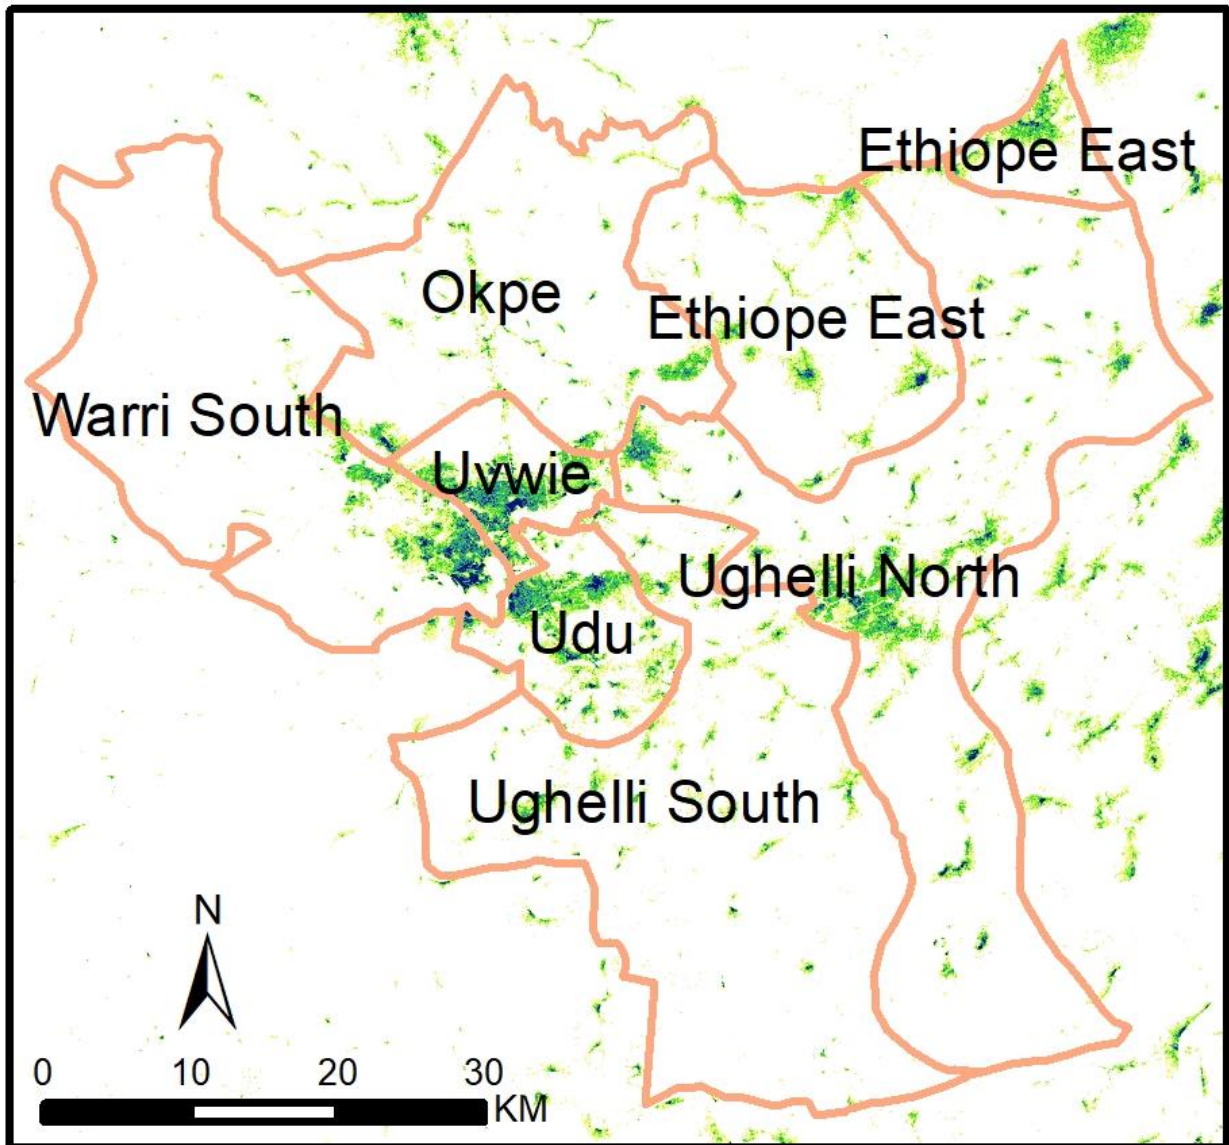 Ethiope East
Okpe
Ethiope East
Warri South
Uvwie
Ughelli North
Udu
Ughelli South
N
0 10 20 30
KM